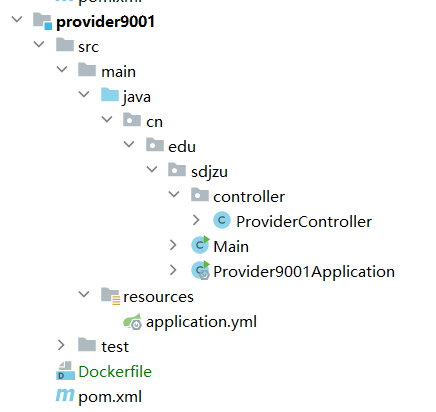 provider9001
src
main
java
cn
edu
sdjzu
controller
ProviderController
Main
Provider9001Application
resources
application.yml
test
Dockerfile
pom.xml